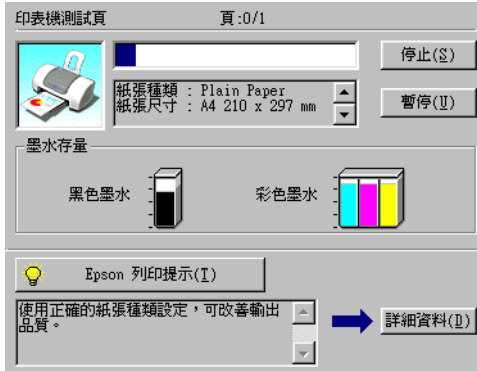 印表機測試頁 頁:0/1
停止(S)
紙張種類 : Plain Paper
紙張尺寸 : A4 210 x 297 mm
暫停(U)
墨水存量
黑色墨水 彩色墨水
Epson 列印提示(T)
使用正確的紙張種類設定，可改善輸出
品質。
詳細資料(D)